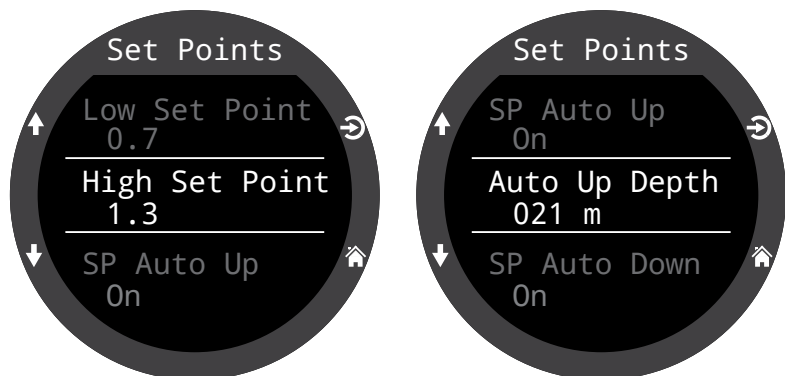 Set Points
Low Set Point
0.7
High Set Point
1.3
SP Auto Up
On
Set Points
SP Auto Up
On
Auto Up Depth
021 m
SP Auto Down
On